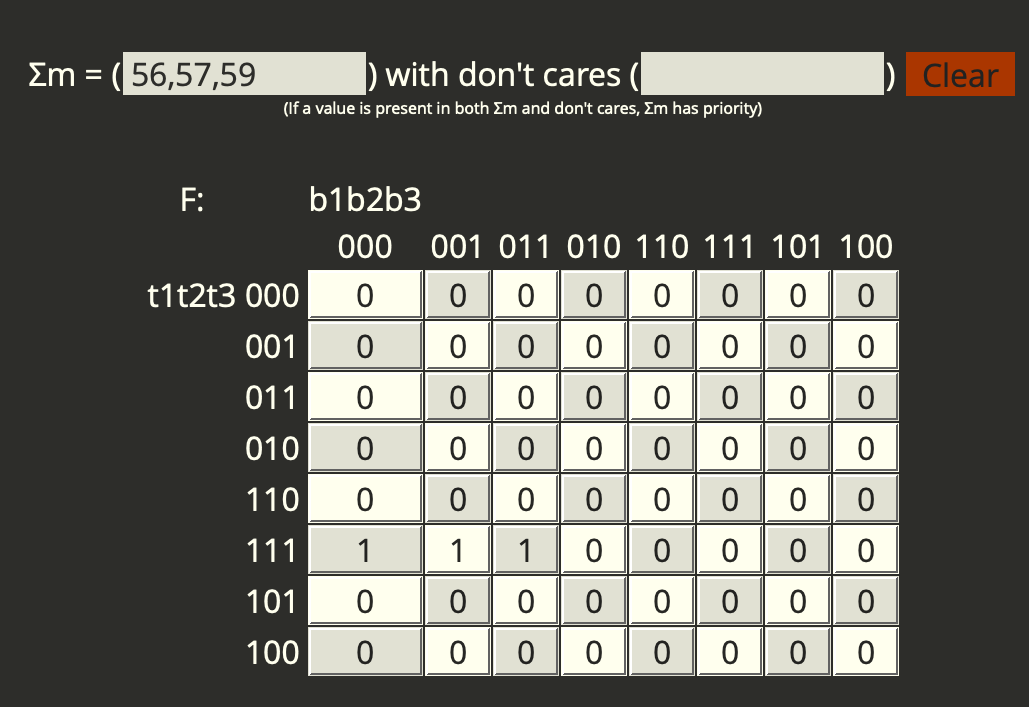 Σm = ( 56,57,59 ) with don't cares ( ) Clear
(If a value is present in both Σm and don't cares, Σm has priority)
F: b1b2b3
000 001 011 010 110 111 101 100
t1t2t3 000 0 0 0 0 0 0 0 0
001 0 0 0 0 0 0 0 0
011 0 0 0 0 0 0 0 0
010 0 0 0 0 0 0 0 0
110 0 0 0 0 0 0 0 0
111 1 1 1 0 0 0 0 0
101 0 0 0 0 0 0 0 0
100 0 0 0 0 0 0 0 0